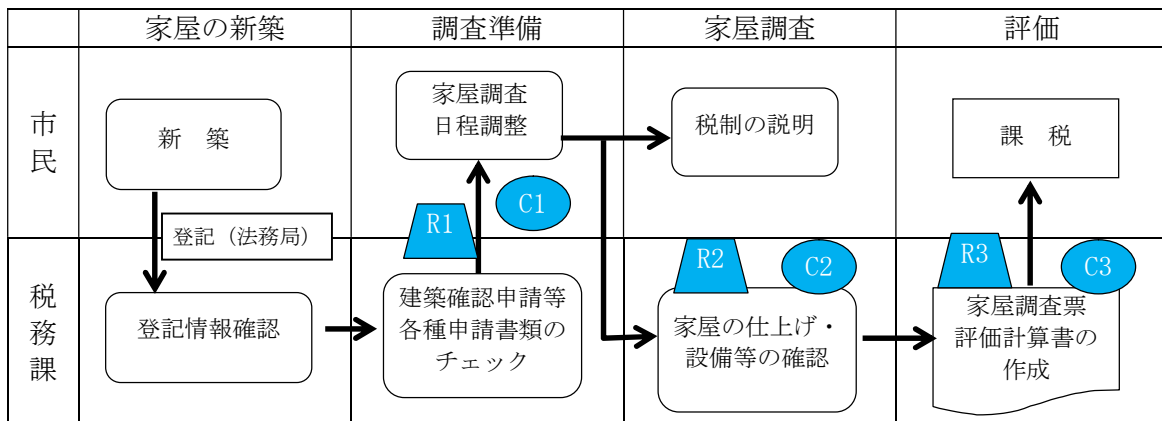 家屋の新築
調査準備
家屋調査
評価
市民
新 築
家屋調査
日程調整
税制の説明
課 税
登記（法務局）
R1
C1
R2
C2
R3
C3
税務課
登記情報確認
建築確認申請等
各種申請書類の
チェック
家屋の仕上げ・
設備等の確認
家屋調査票
評価計算書の
作成